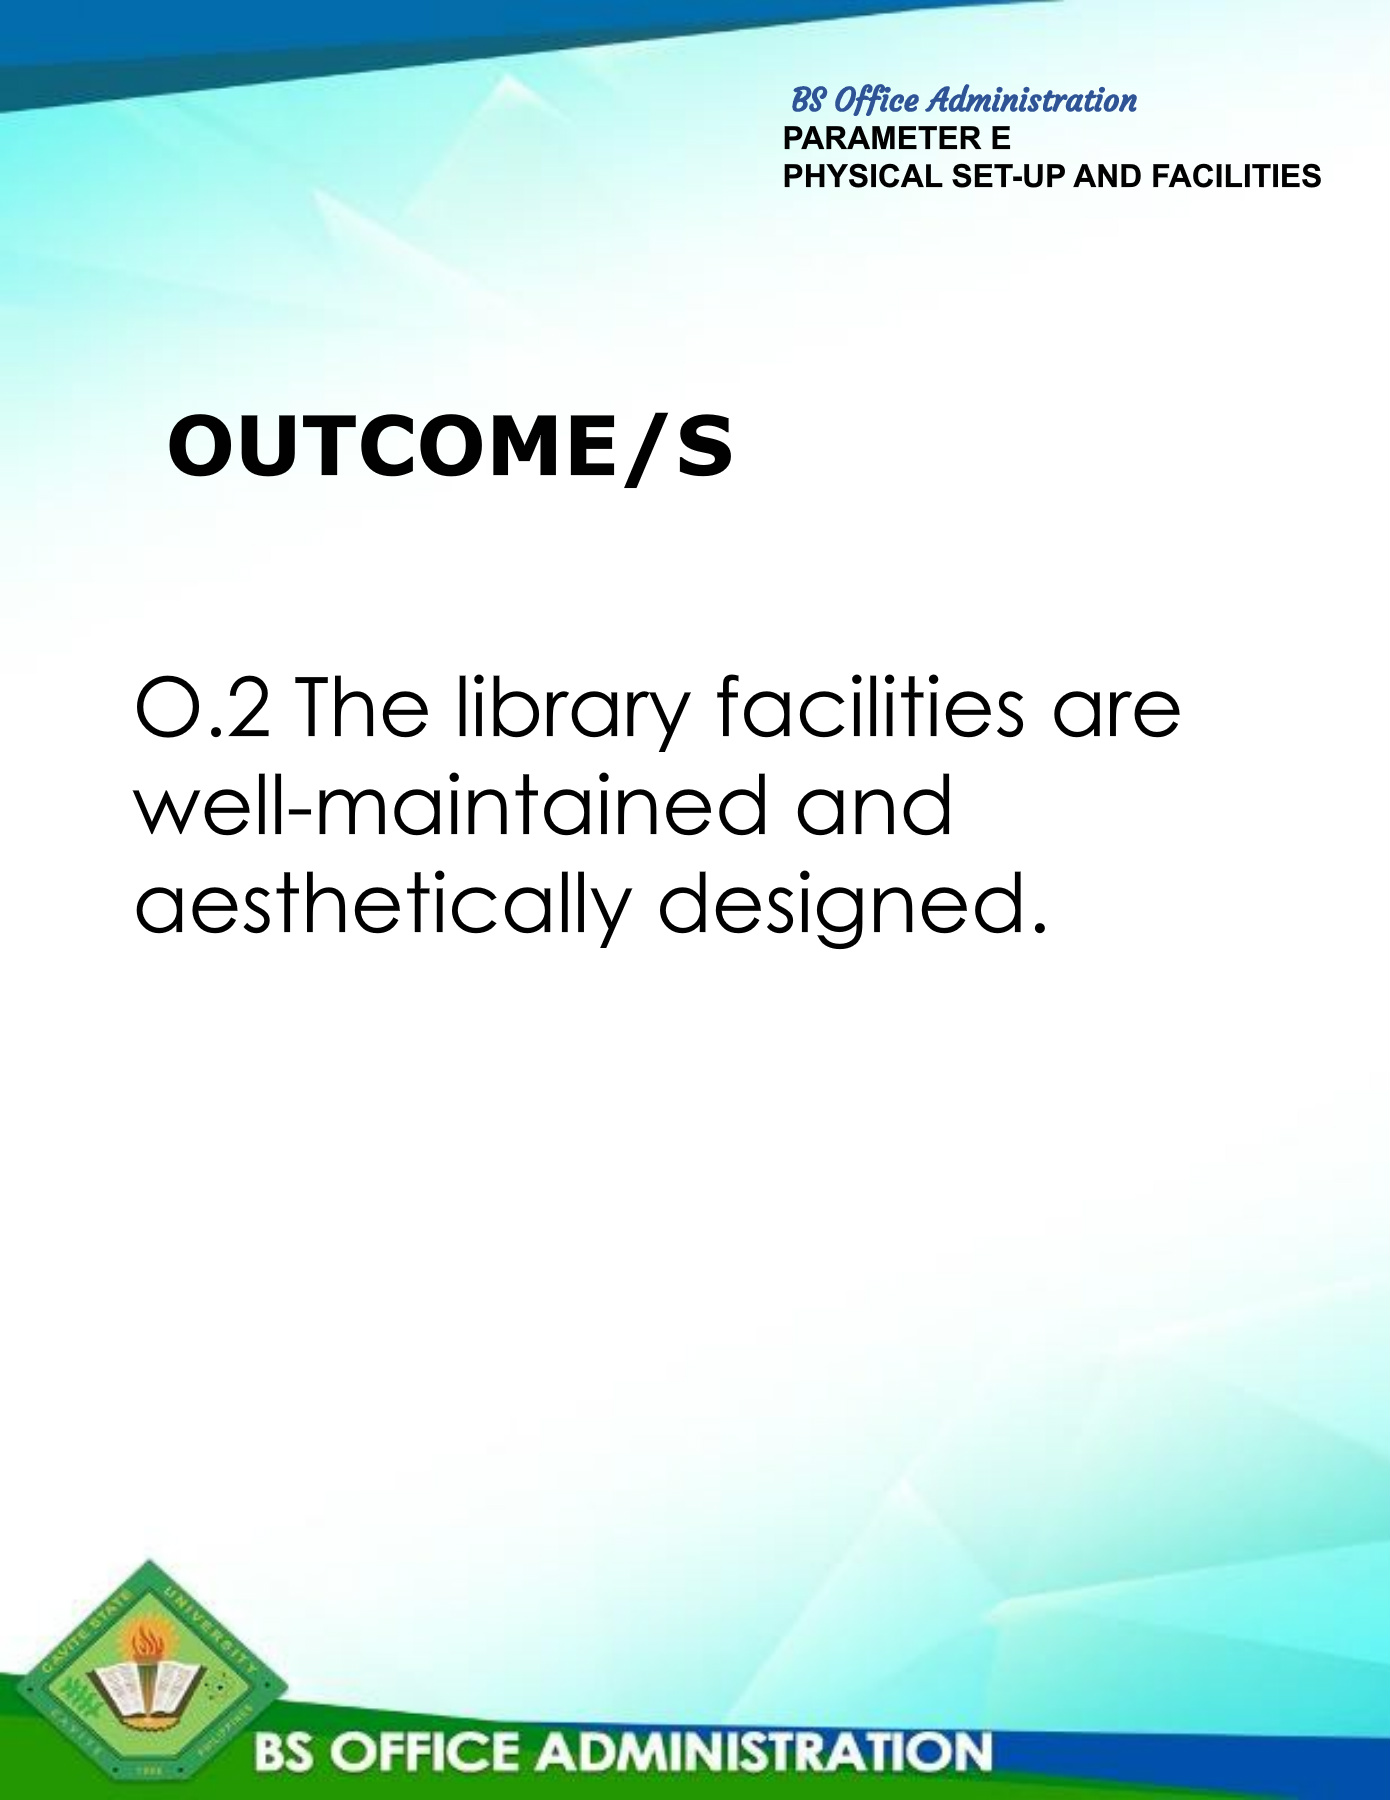 BS Office Administration
PARAMETER E
PHYSICAL SET-UP AND FACILITIES
OUTCOME/S
O.2 The library facilities are
well-maintained and
aesthetically designed.
CAVITE STATE UNIVERSITY
CAVITE PHILIPPINES
1906
BS OFFICE ADMINISTRATION